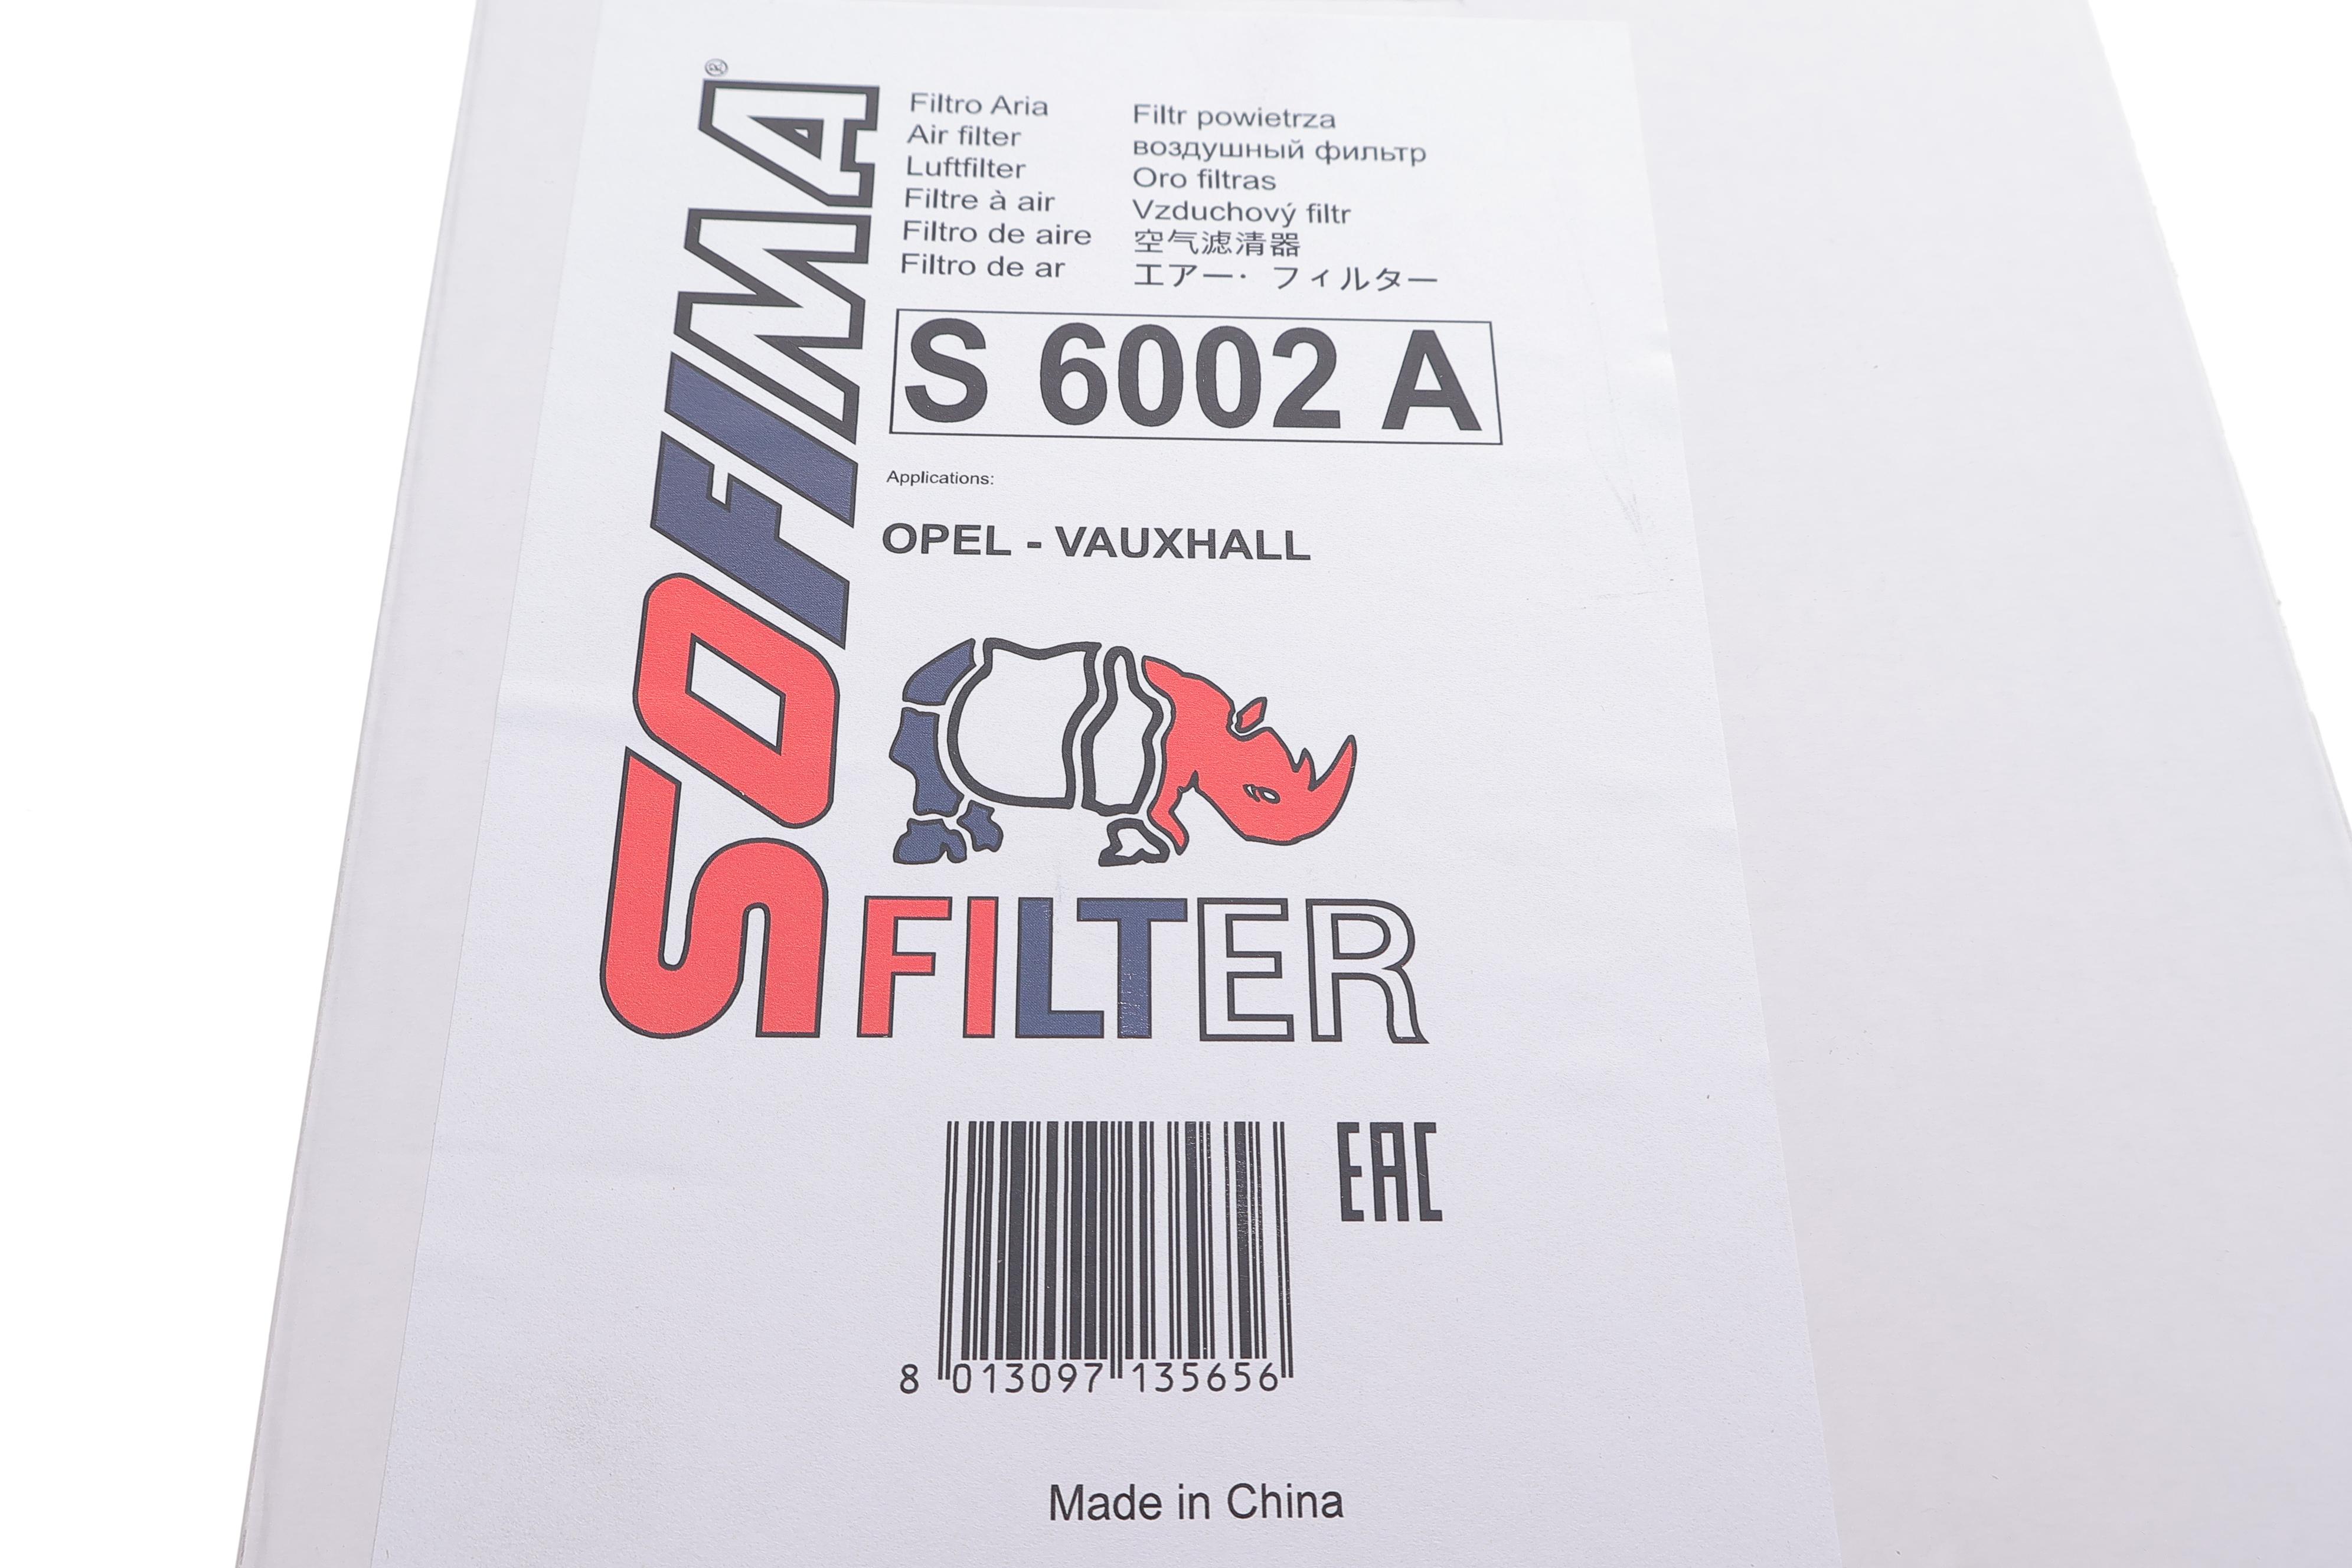 SOFIMA®
Filtro Aria
Air filter
Luftfilter
Filtre à air
Filtro de aire
Filtro de ar
Filtr powietrza
воздушный фильтр
Oro filtras
Vzduchový filtr
空气滤清器
エアー・フィルター
S 6002 A
Applications:
OPEL - VAUXHALL
FILTER
EAC
8 013097 135656
Made in China